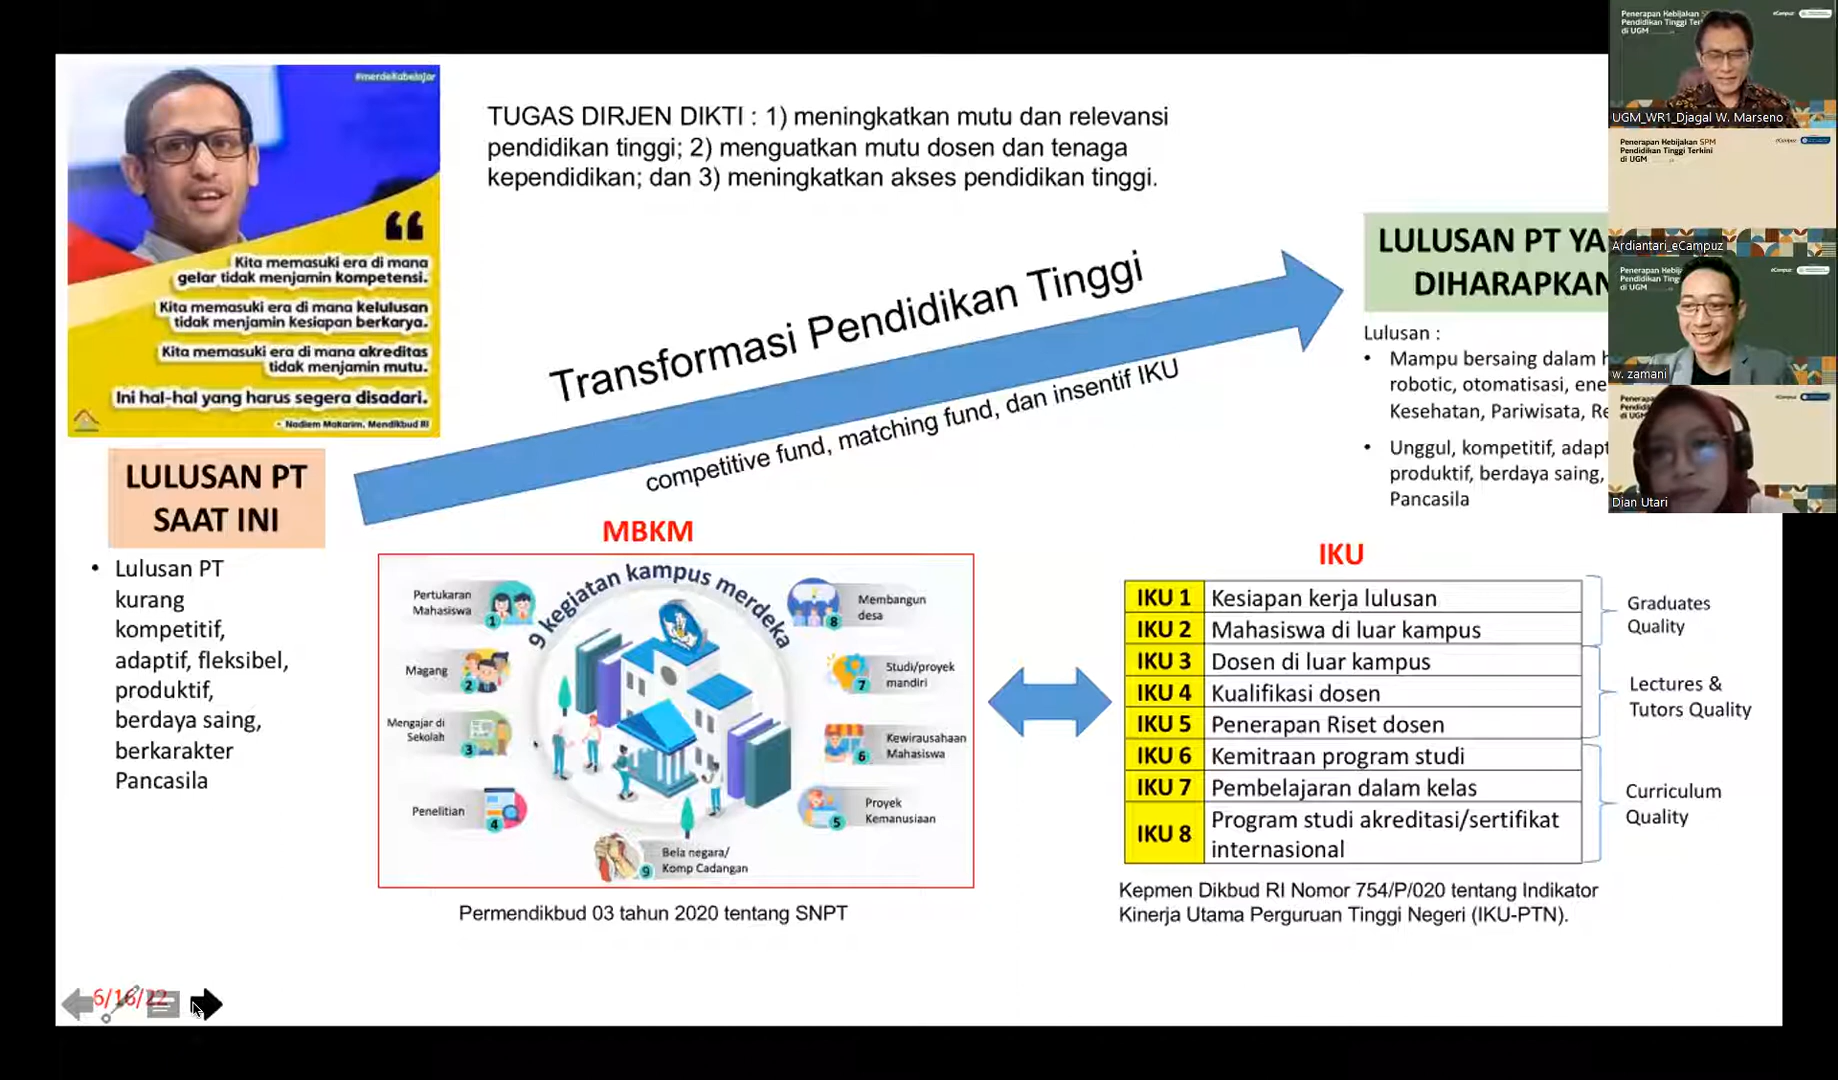 #merdekabelajar
Kita memasuki era di mana
gelar tidak menjamin kompetensi.
Kita memasuki era di mana kelulusan
tidak menjamin kesiapan berkarya.
Kita memasuki era di mana akreditas
tidak menjamin mutu.
Ini hal-hal yang harus segera disadari.
- Nadiem Makarim, Mendikbud RI
TUGAS DIRJEN DIKTI : 1) meningkatkan mutu dan relevansi
pendidikan tinggi; 2) menguatkan mutu dosen dan tenaga
kependidikan; dan 3) meningkatkan akses pendidikan tinggi.
Transformasi Pendidikan Tinggi
competitive fund, matching fund, dan insentif IKU
LULUSAN PT
SAAT INI
• Lulusan PT
kurang
kompetitif,
adaptif, fleksibel,
produktif,
berdaya saing,
berkarakter
Pancasila
LULUSAN PT YA
DIHARAPKAN
Lulusan :
• Mampu bersaing dalam
robotic, otomatisasi, ene
Kesehatan, Pariwisata, Re
• Unggul, kompetitif, adapt
produktif, berdaya saing,
Pancasila
MBKM
9 kegiatan kampus merdeka
Pertukaran
Mahasiswa
1
Magang
2
Mengajar di
Sekolah
3
Penelitian
4
Proyek
Kemanusiaan
5
Kewirausahaan
Mahasiswa
6
Studi/proyek
mandiri
7
Membangun
desa
8
Bela negara/
Komp Cadangan
9
Permendikbud 03 tahun 2020 tentang SNPT
IKU
IKU 1 Kesiapan kerja lulusan
IKU 2 Mahasiswa di luar kampus
IKU 3 Dosen di luar kampus
IKU 4 Kualifikasi dosen
IKU 5 Penerapan Riset dosen
IKU 6 Kemitraan program studi
IKU 7 Pembelajaran dalam kelas
IKU 8 Program studi akreditasi/sertifikat
internasional
Graduates
Quality
Lectures &
Tutors Quality
Curriculum
Quality
Kepmen Dikbud RI Nomor 754/P/020 tentang Indikator
Kinerja Utama Perguruan Tinggi Negeri (IKU-PTN).
6/16/22
Penerapan Kebijakan
Pendidikan Tinggi Ter
di UGM
eCampuz
UGM_WR1_Djagal W. Marseno
Penerapan Kebijakan SPM
Pendidikan Tinggi Terkini
di UGM
eCampuz
Ardiantari_eCampuz
Penerapan Kebij
Pendidikan Ting
di UGM
eCampuz
w. zamani
Penerapan
Pendidi
di UGM
eCampuz
Dian Utari